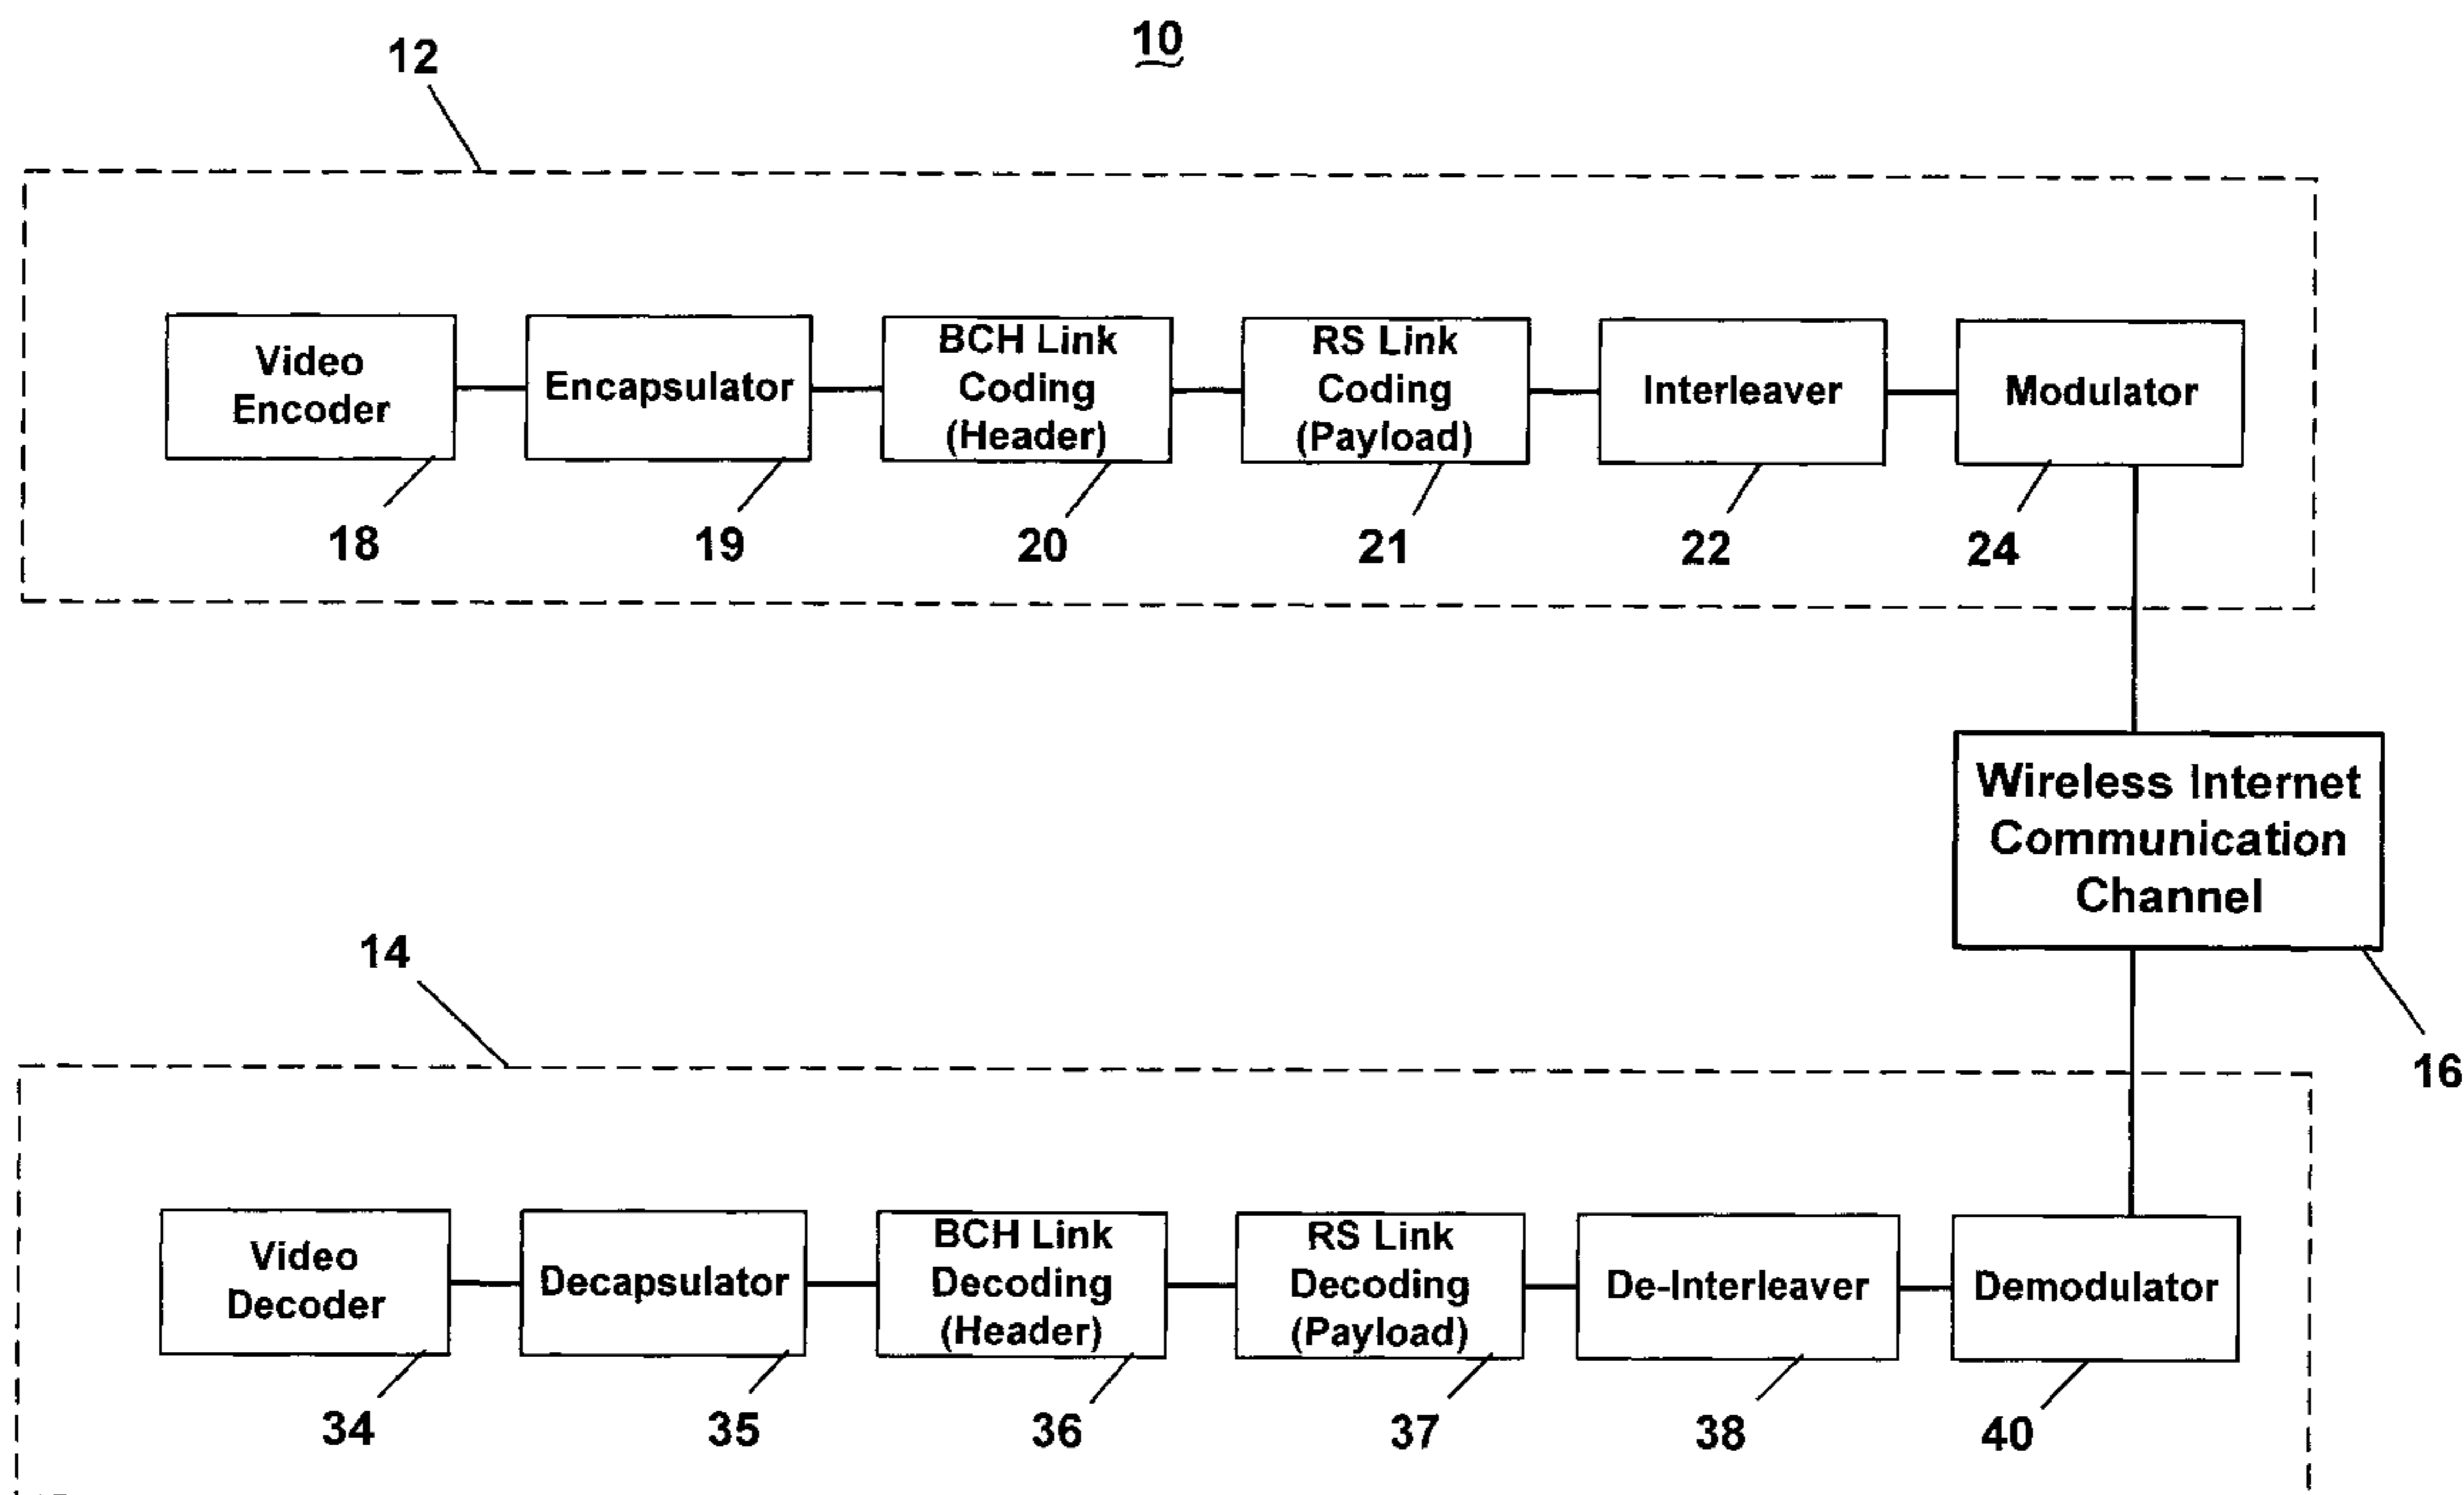 10
12
Video
Encoder
Encapsulator
BCH Link
Coding
(Header)
RS Link
Coding
(Payload)
Interleaver
Modulator
18
19
20
21
22
24
Wireless Internet
Communication
Channel
16
14
Video
Decoder
Decapsulator
BCH Link
Decoding
(Header)
RS Link
Decoding
(Payload)
De-Interleaver
Demodulator
34
35
36
37
38
40